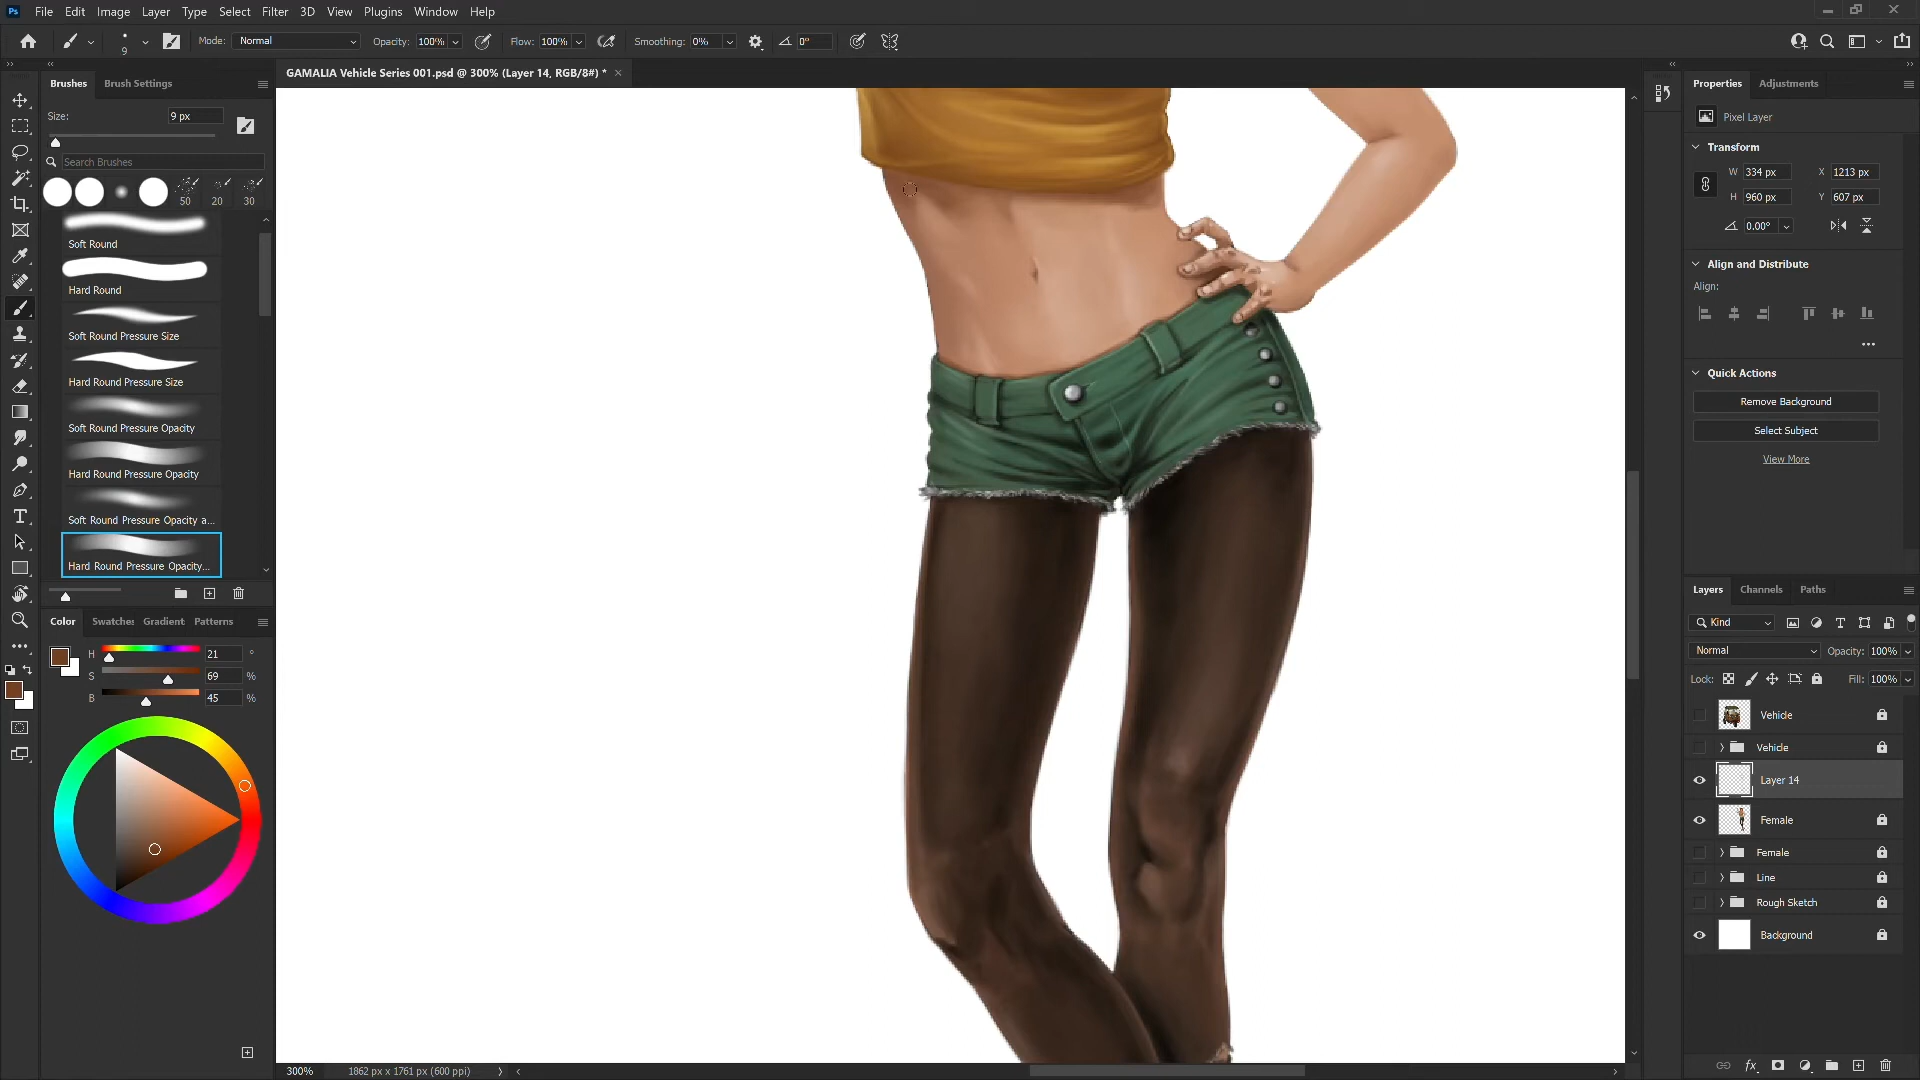 Ps File Edit Image Layer Type Select Filter 3D View Plugins Window Help
9 Mode: Normal Opacity: 100% Flow: 100% Smoothing: 0% 0°
Brushes Brush Settings
GAMALIA Vehicle Series 001.psd @ 300% (Layer 14, RGB/8#) *
Size: 9 px
Search Brushes
50 20 30
Soft Round
Hard Round
Soft Round Pressure Size
Hard Round Pressure Size
Soft Round Pressure Opacity
Hard Round Pressure Opacity
Soft Round Pressure Opacity a...
Hard Round Pressure Opacity...
Color Swatches Gradient Patterns
H 21 °
S 69 %
B 45 %
300% 1862 px x 1761 px (600 ppi)
Properties Adjustments
Pixel Layer
Transform
W 334 px X 1213 px
H 960 px Y 607 px
0.00°
Align and Distribute
Align:
Quick Actions
Remove Background
Select Subject
View More
Layers Channels Paths
Kind
Normal Opacity: 100%
Lock: Fill: 100%
Vehicle
Vehicle
Layer 14
Female
Female
Line
Rough Sketch
Background